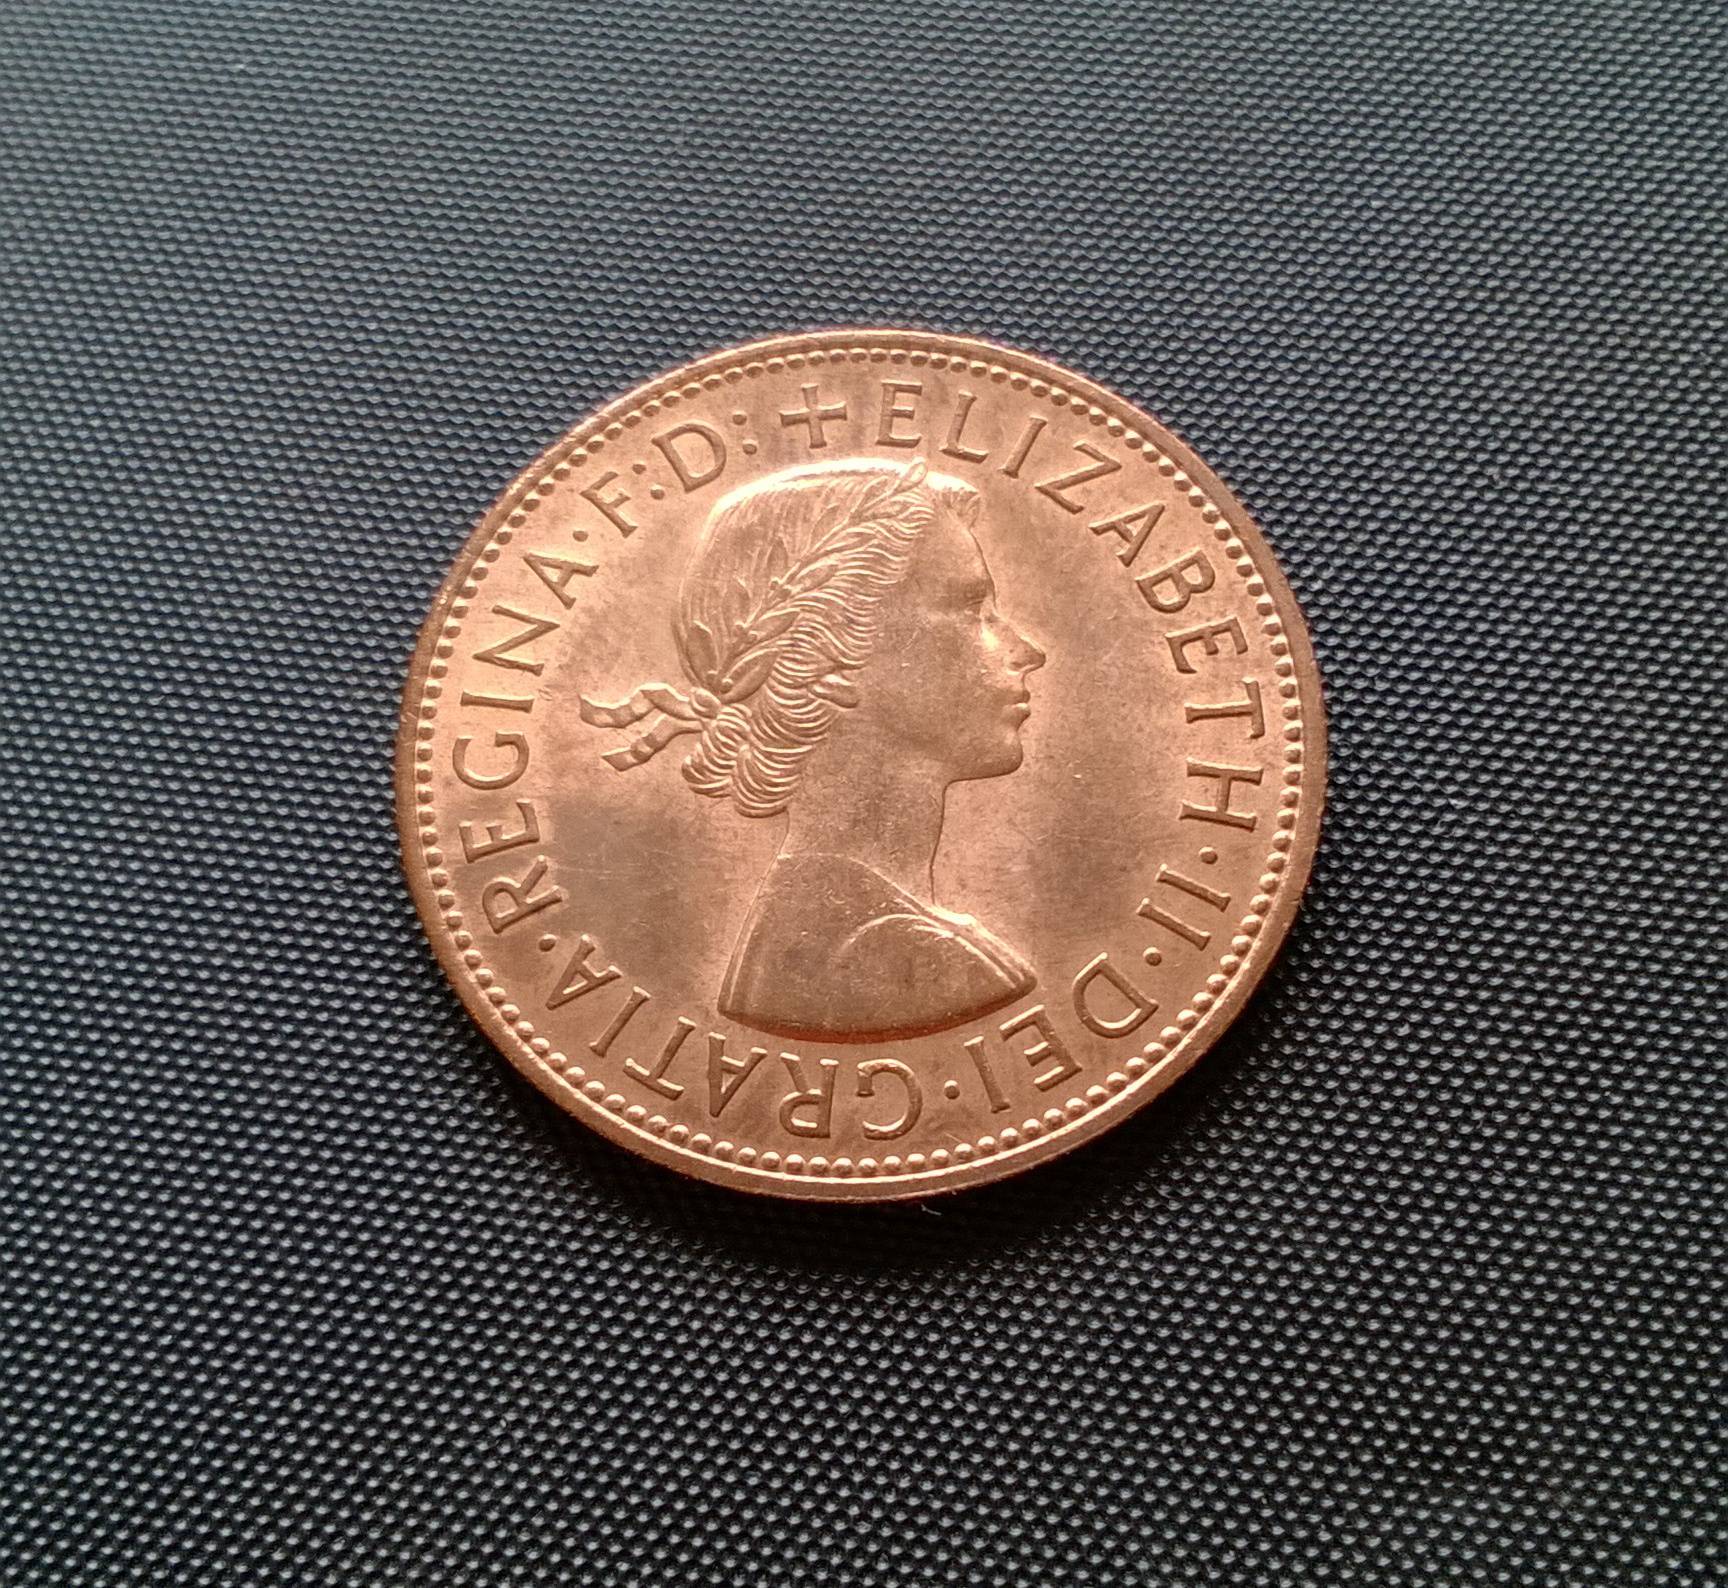 + ELIZABETH · II · DEI · GRATIA · REGINA · F: D: